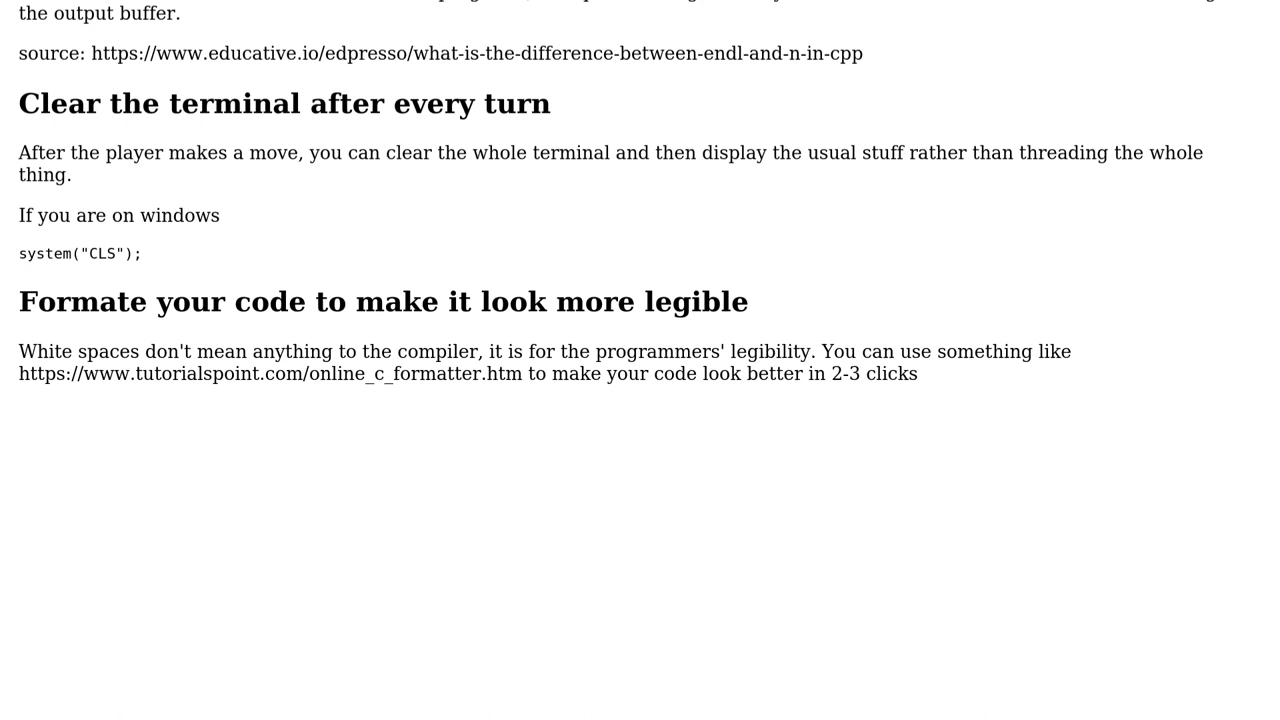 the output buffer.
source: https://www.educative.io/edpresso/what-is-the-difference-between-endl-and-n-in-cpp
Clear the terminal after every turn
After the player makes a move, you can clear the whole terminal and then display the usual stuff rather than threading the whole
thing.
If you are on windows
system("CLS");
Formate your code to make it look more legible
White spaces don't mean anything to the compiler, it is for the programmers' legibility. You can use something like
https://www.tutorialspoint.com/online_c_formatter.htm to make your code look better in 2-3 clicks